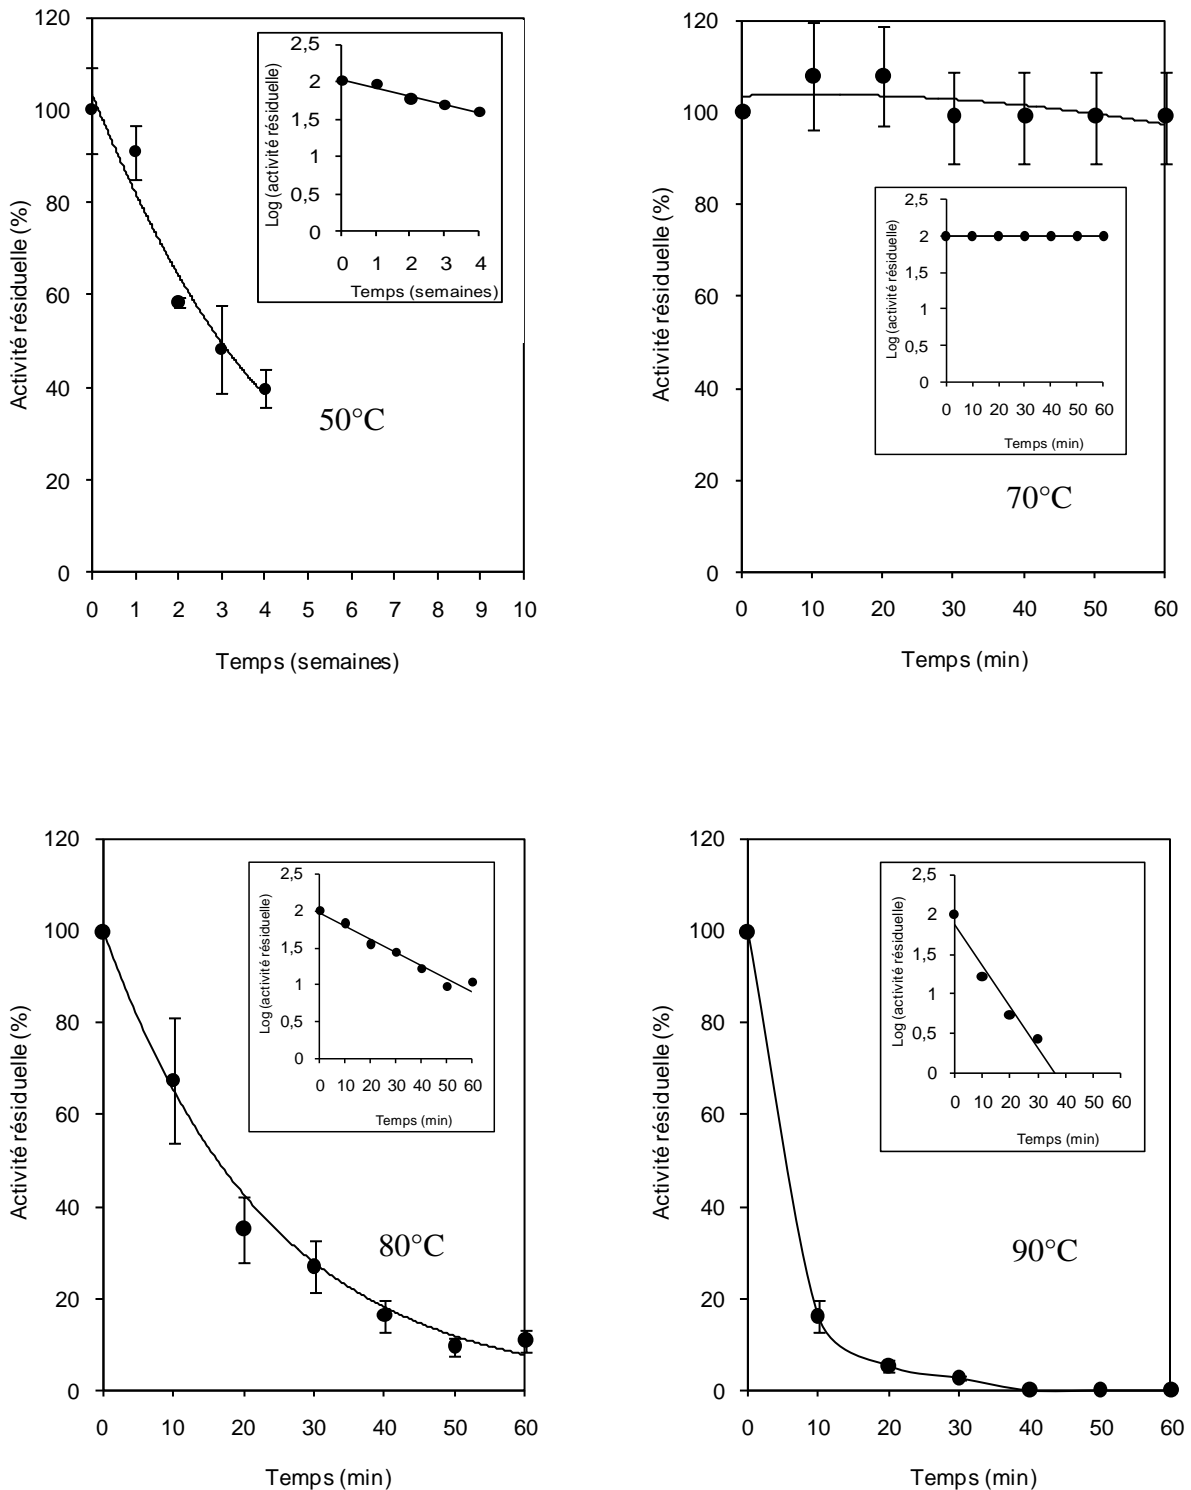 120
100
80
60
40
20
0
0 1 2 3 4 5 6 7 8 9 10
Temps (semaines)
Activité résiduelle (%)
50°C
2,5
2
1,5
1
0,5
0
0 1 2 3 4
Temps (semaines)
Log (activité résiduelle)
120
100
80
60
40
20
0
0 10 20 30 40 50 60
Temps (min)
Activité résiduelle (%)
70°C
2,5
2
1,5
1
0,5
0
0 10 20 30 40 50 60
Temps (min)
Log (activité résiduelle)
120
100
80
60
40
20
0
0 10 20 30 40 50 60
Temps (min)
Activité résiduelle (%)
80°C
2,5
2
1,5
1
0,5
0
0 10 20 30 40 50 60
Temps (min)
Log (activité résiduelle)
120
100
80
60
40
20
0
0 10 20 30 40 50 60
Temps (min)
Activité résiduelle (%)
90°C
2,5
2
1,5
1
0,5
0
0 10 20 30 40 50 60
Temps (min)
Log (activité résiduelle)